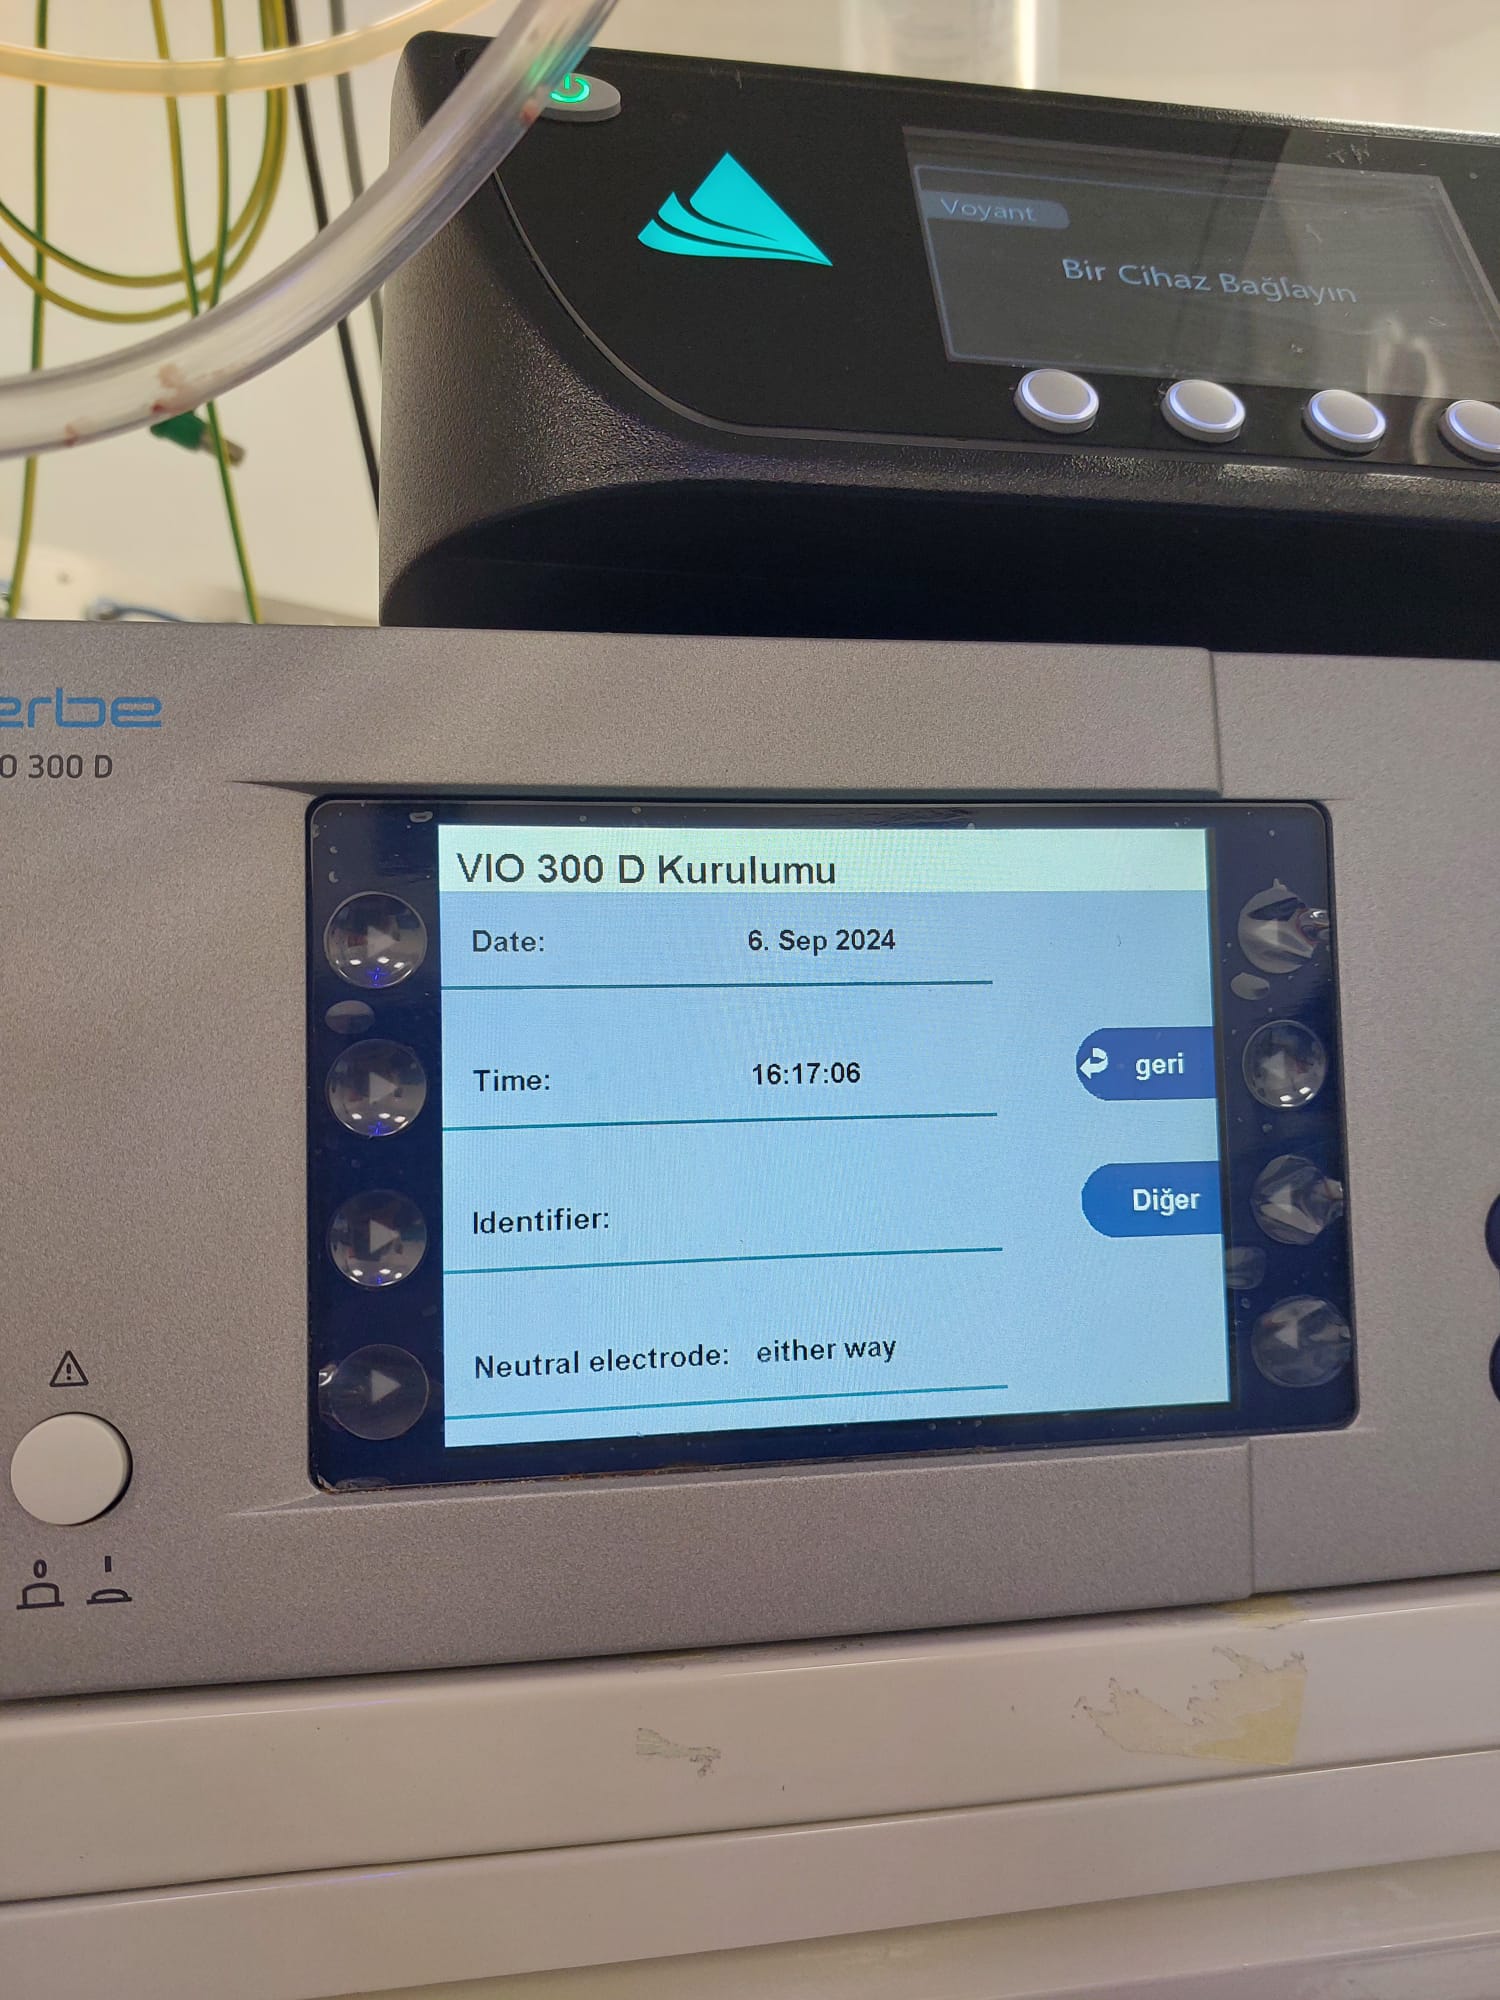 Voyant
Bir Cihaz Bağlayın
erbe
O 300 D
VIO 300 D Kurulumu
Date: 6. Sep 2024
Time: 16:17:06
geri
Identifier:
Diğer
Neutral electrode: either way